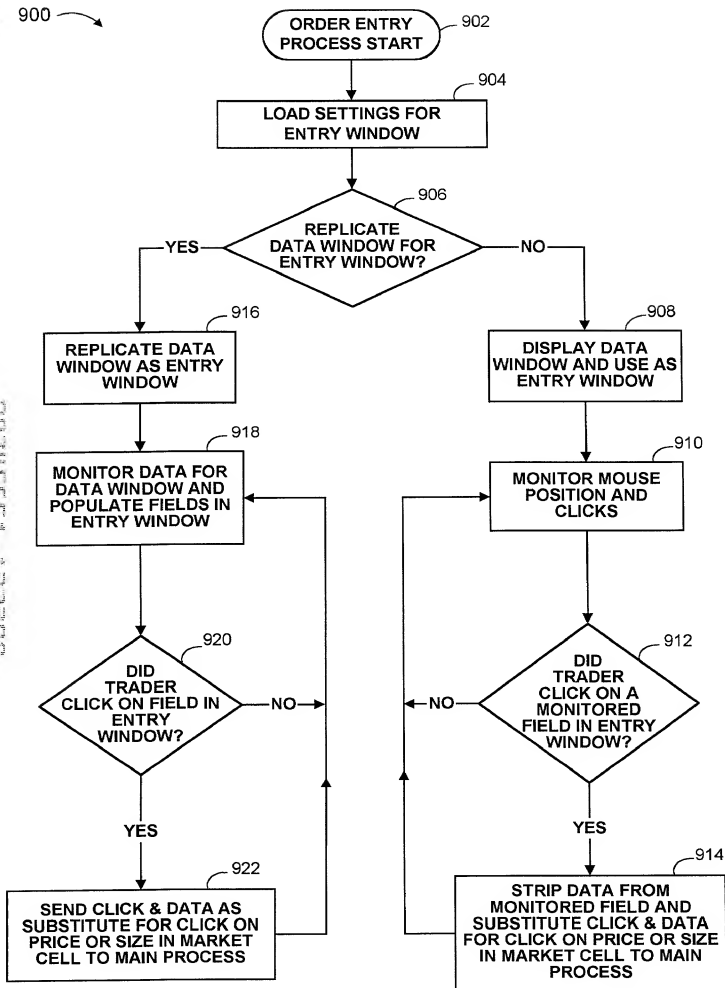 900
ORDER ENTRY
PROCESS START
902
904
LOAD SETTINGS FOR
ENTRY WINDOW
906
REPLICATE
DATA WINDOW FOR
ENTRY WINDOW?
YES
NO
916
REPLICATE DATA
WINDOW AS ENTRY
WINDOW
908
DISPLAY DATA
WINDOW AND USE AS
ENTRY WINDOW
918
MONITOR DATA FOR
DATA WINDOW AND
POPULATE FIELDS IN
ENTRY WINDOW
910
MONITOR MOUSE
POSITION AND
CLICKS
920
DID
TRADER
CLICK ON FIELD IN
ENTRY
WINDOW?
NO
912
DID
TRADER
CLICK ON A
MONITORED
FIELD IN ENTRY
WINDOW?
NO
YES
YES
922
SEND CLICK & DATA AS
SUBSTITUTE FOR CLICK ON
PRICE OR SIZE IN MARKET
CELL TO MAIN PROCESS
914
STRIP DATA FROM
MONITORED FIELD AND
SUBSTITUTE CLICK & DATA
FOR CLICK ON PRICE OR SIZE
IN MARKET CELL TO MAIN
PROCESS